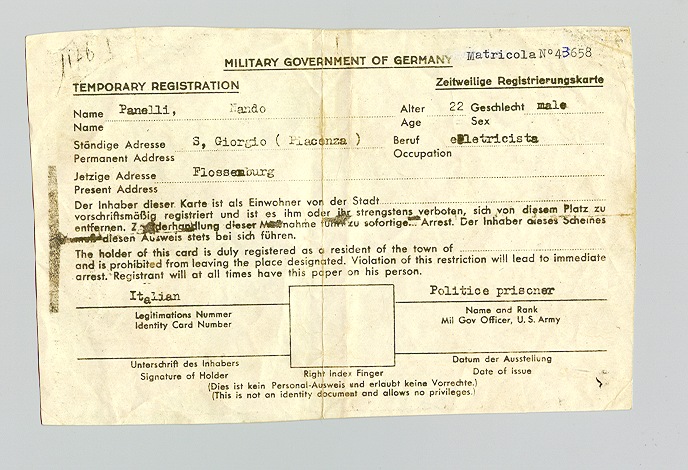 MILITARY GOVERNMENT OF GERMANY Matricola Nº 43658
TEMPORARY REGISTRATION Zeitweilige Registrierungskarte
Name Panelli, Nando Alter 22 Geschlecht male
Name Age Sex
Ständige Adresse S, Giorgio ( Piacenza ) Beruf eletricista
Permanent Address Occupation
Jetzige Adresse Flossenburg
Present Address
Der Inhaber dieser Karte ist als Einwohner von der Stadt
vorschriftsmäßig registriert und ist es ihm oder ihr strengstens verboten, sich von diesem Platz zu
entfernen. dieser Maßnahme führt zu sofortige Arrest. Der Inhaber dieses Scheines
diesen Ausweis stets bei sich führen.
The holder of this card is duly registered as a resident of the town of
and is prohibited from leaving the place designated. Violation of this restriction will lead to immediate
arrest. Registrant will at all times have this paper on his person.
Italian Politice prisoner
Legitimations Nummer Name and Rank
Identity Card Number Mil Gov Officer, U. S. Army
Unterschrift des Inhabers Datum der Ausstellung
Signature of Holder Right Index Finger Date of issue
(Dies ist kein Personal-Ausweis und erlaubt keine Vorrechte.)
(This is not an identity document and allows no privileges.)